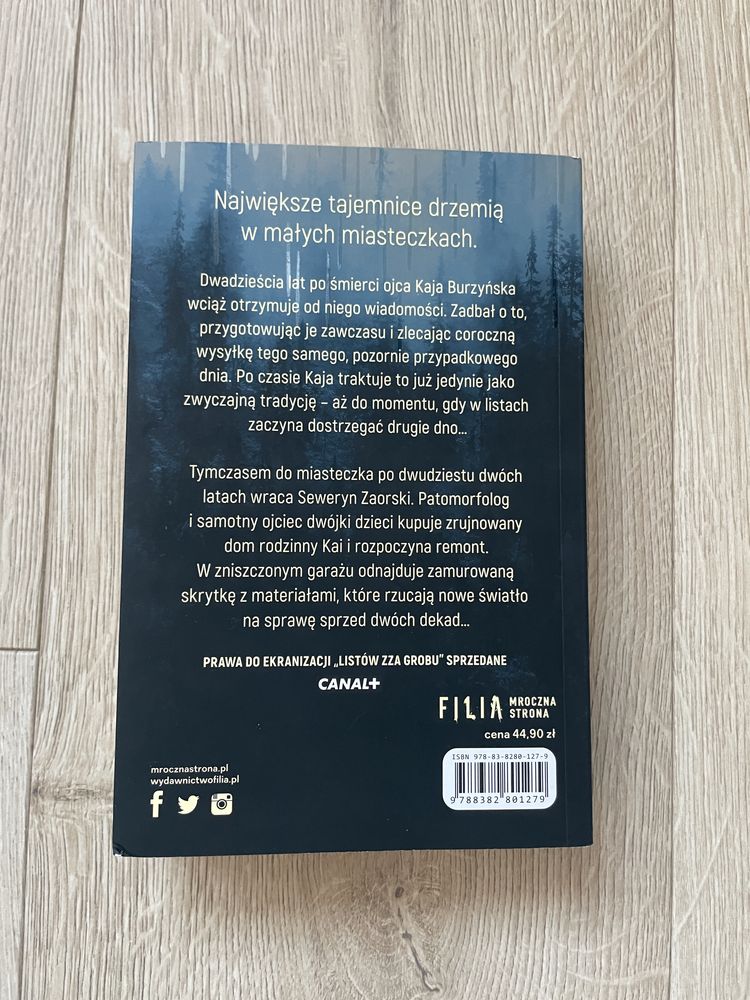 Największe tajemnice drzemią
w małych miasteczkach.
Dwadzieścia lat po śmierci ojca Kaja Burzyńska
wciąż otrzymuje od niego wiadomości. Zadbał o to,
przygotowując je zawczasu i zlecając coroczną
wysyłkę tego samego, pozornie przypadkowego
dnia. Po czasie Kaja traktuje to już jedynie jako
zwyczajną tradycję – aż do momentu, gdy w listach
zaczyna dostrzegać drugie dno...
Tymczasem do miasteczka po dwudziestu dwóch
latach wraca Seweryn Zaorski. Patomorfolog
i samotny ojciec dwójki dzieci kupuje zrujnowany
dom rodzinny Kai i rozpoczyna remont.
W zniszczonym garażu odnajduje zamurowaną
skrytkę z materiałami, które rzucają nowe światło
na sprawę sprzed dwóch dekad...
PRAWA DO EKRANIZACJI „LISTÓW ZZA GROBU” SPRZEDANE
CANAL+
FILIA MROCZNA
STRONA
cena 44,90 zł
mrocznastrona.pl
wydawnictwofilia.pl
ISBN 978-83-8280-127-9
9 788382 801279